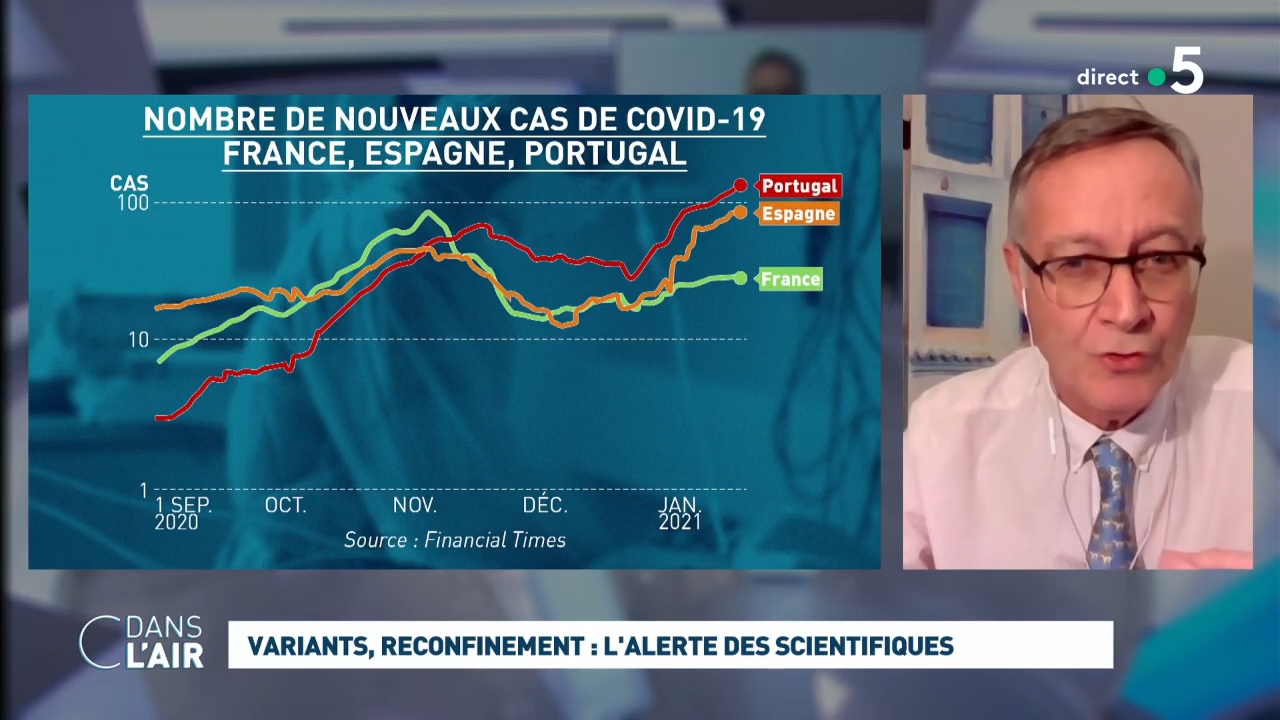 direct 5
NOMBRE DE NOUVEAUX CAS DE COVID-19
FRANCE, ESPAGNE, PORTUGAL
CAS
100
Portugal
Espagne
France
10
1
1 SEP.
2020
OCT.
NOV.
DÉC.
JAN.
2021
Source : Financial Times
C DANS
L'AIR
VARIANTS, RECONFINEMENT : L'ALERTE DES SCIENTIFIQUES